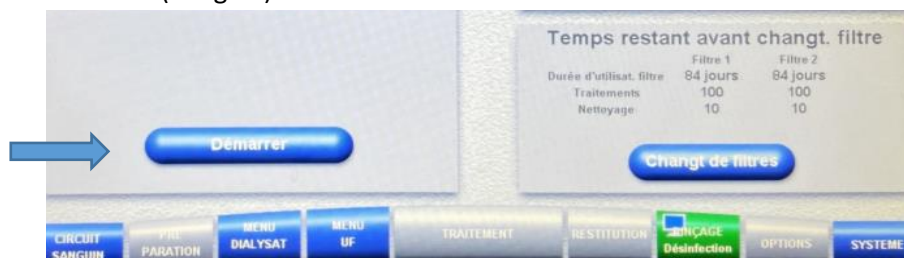 Temps restant avant changt. filtre
Filtre 1 Filtre 2
Durée d'utilisat. filtre 84 jours 84 jours
Traitements 100 100
Nettoyage 10 10
Démarrer
Changt de filtres
CIRCUIT SANGUIN
PRÉ PARATION
MENU DIALYSAT
MENU UF
TRAITEMENT
RESTITUTION
RINÇAGE Désinfection
OPTIONS
SYSTEME